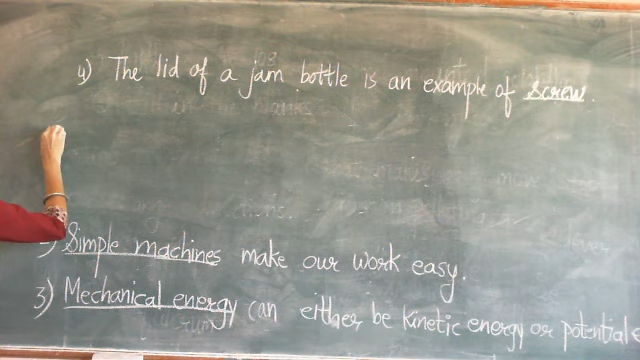 4) The lid of a jam bottle is an example of screw.
2) Simple machines make our work easy.
3) Mechanical energy can either be kinetic energy or potential